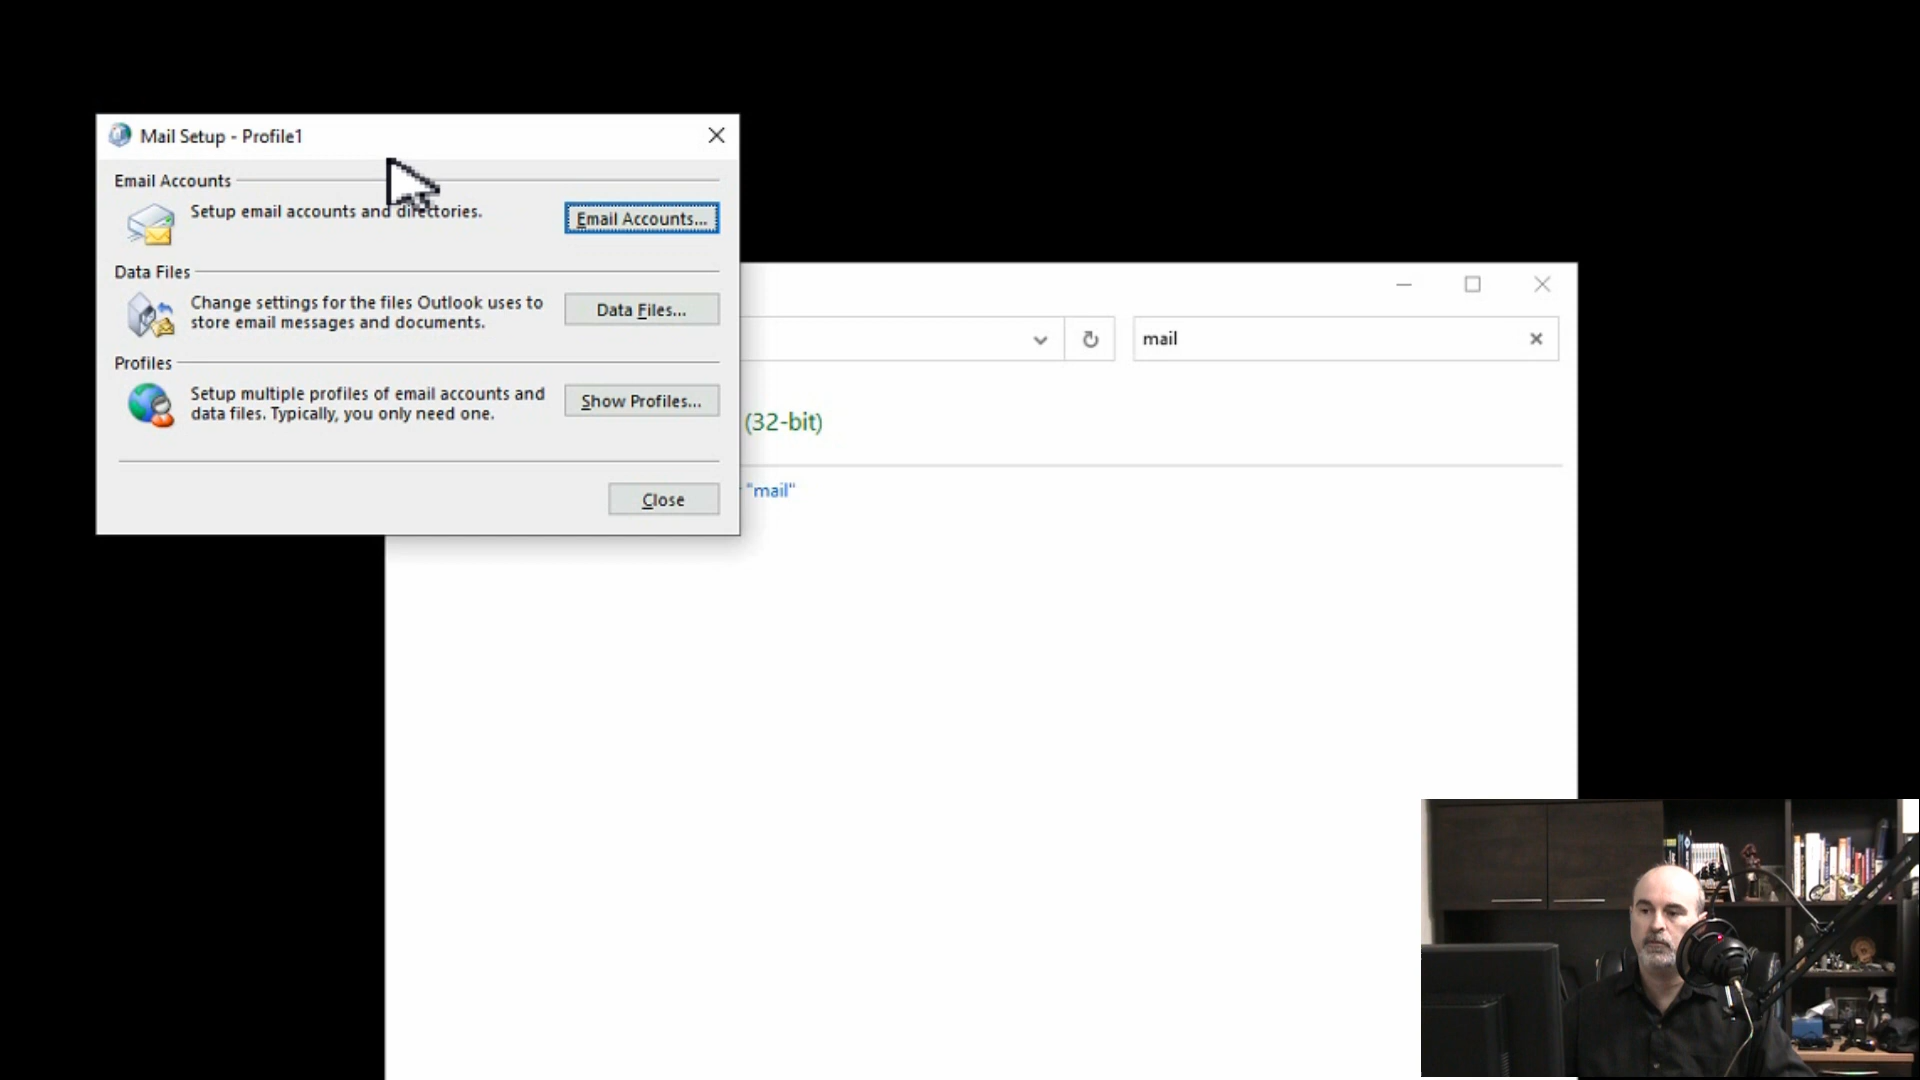 Mail Setup - Profile1
Email Accounts
Setup email accounts and directories.
Email Accounts...
Data Files
Change settings for the files Outlook uses to
store email messages and documents.
Data Files...
Profiles
Setup multiple profiles of email accounts and
data files. Typically, you only need one.
Show Profiles...
Close
mail
(32-bit)
"mail"